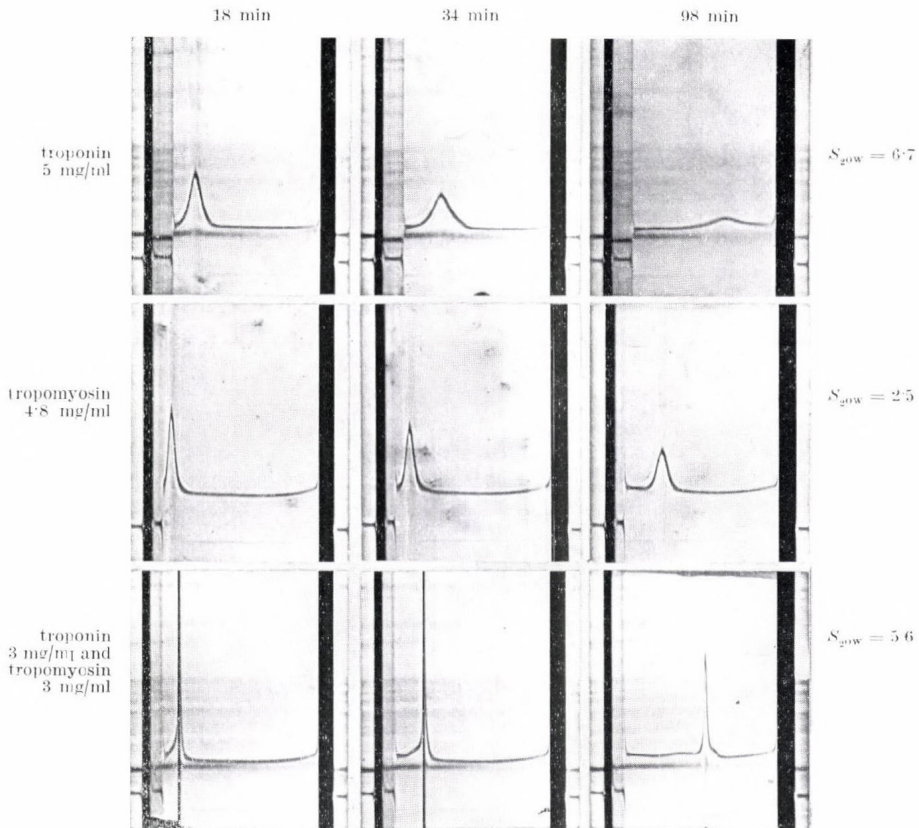 18 min
34 min
98 min
troponin
5 mg/ml
S₂₀w = 6·7
tropomyosin
4·8 mg/ml
S₂₀w = 2·5
troponin
3 mg/ml and
tropomyosin
3 mg/ml
S₂₀w = 5·6